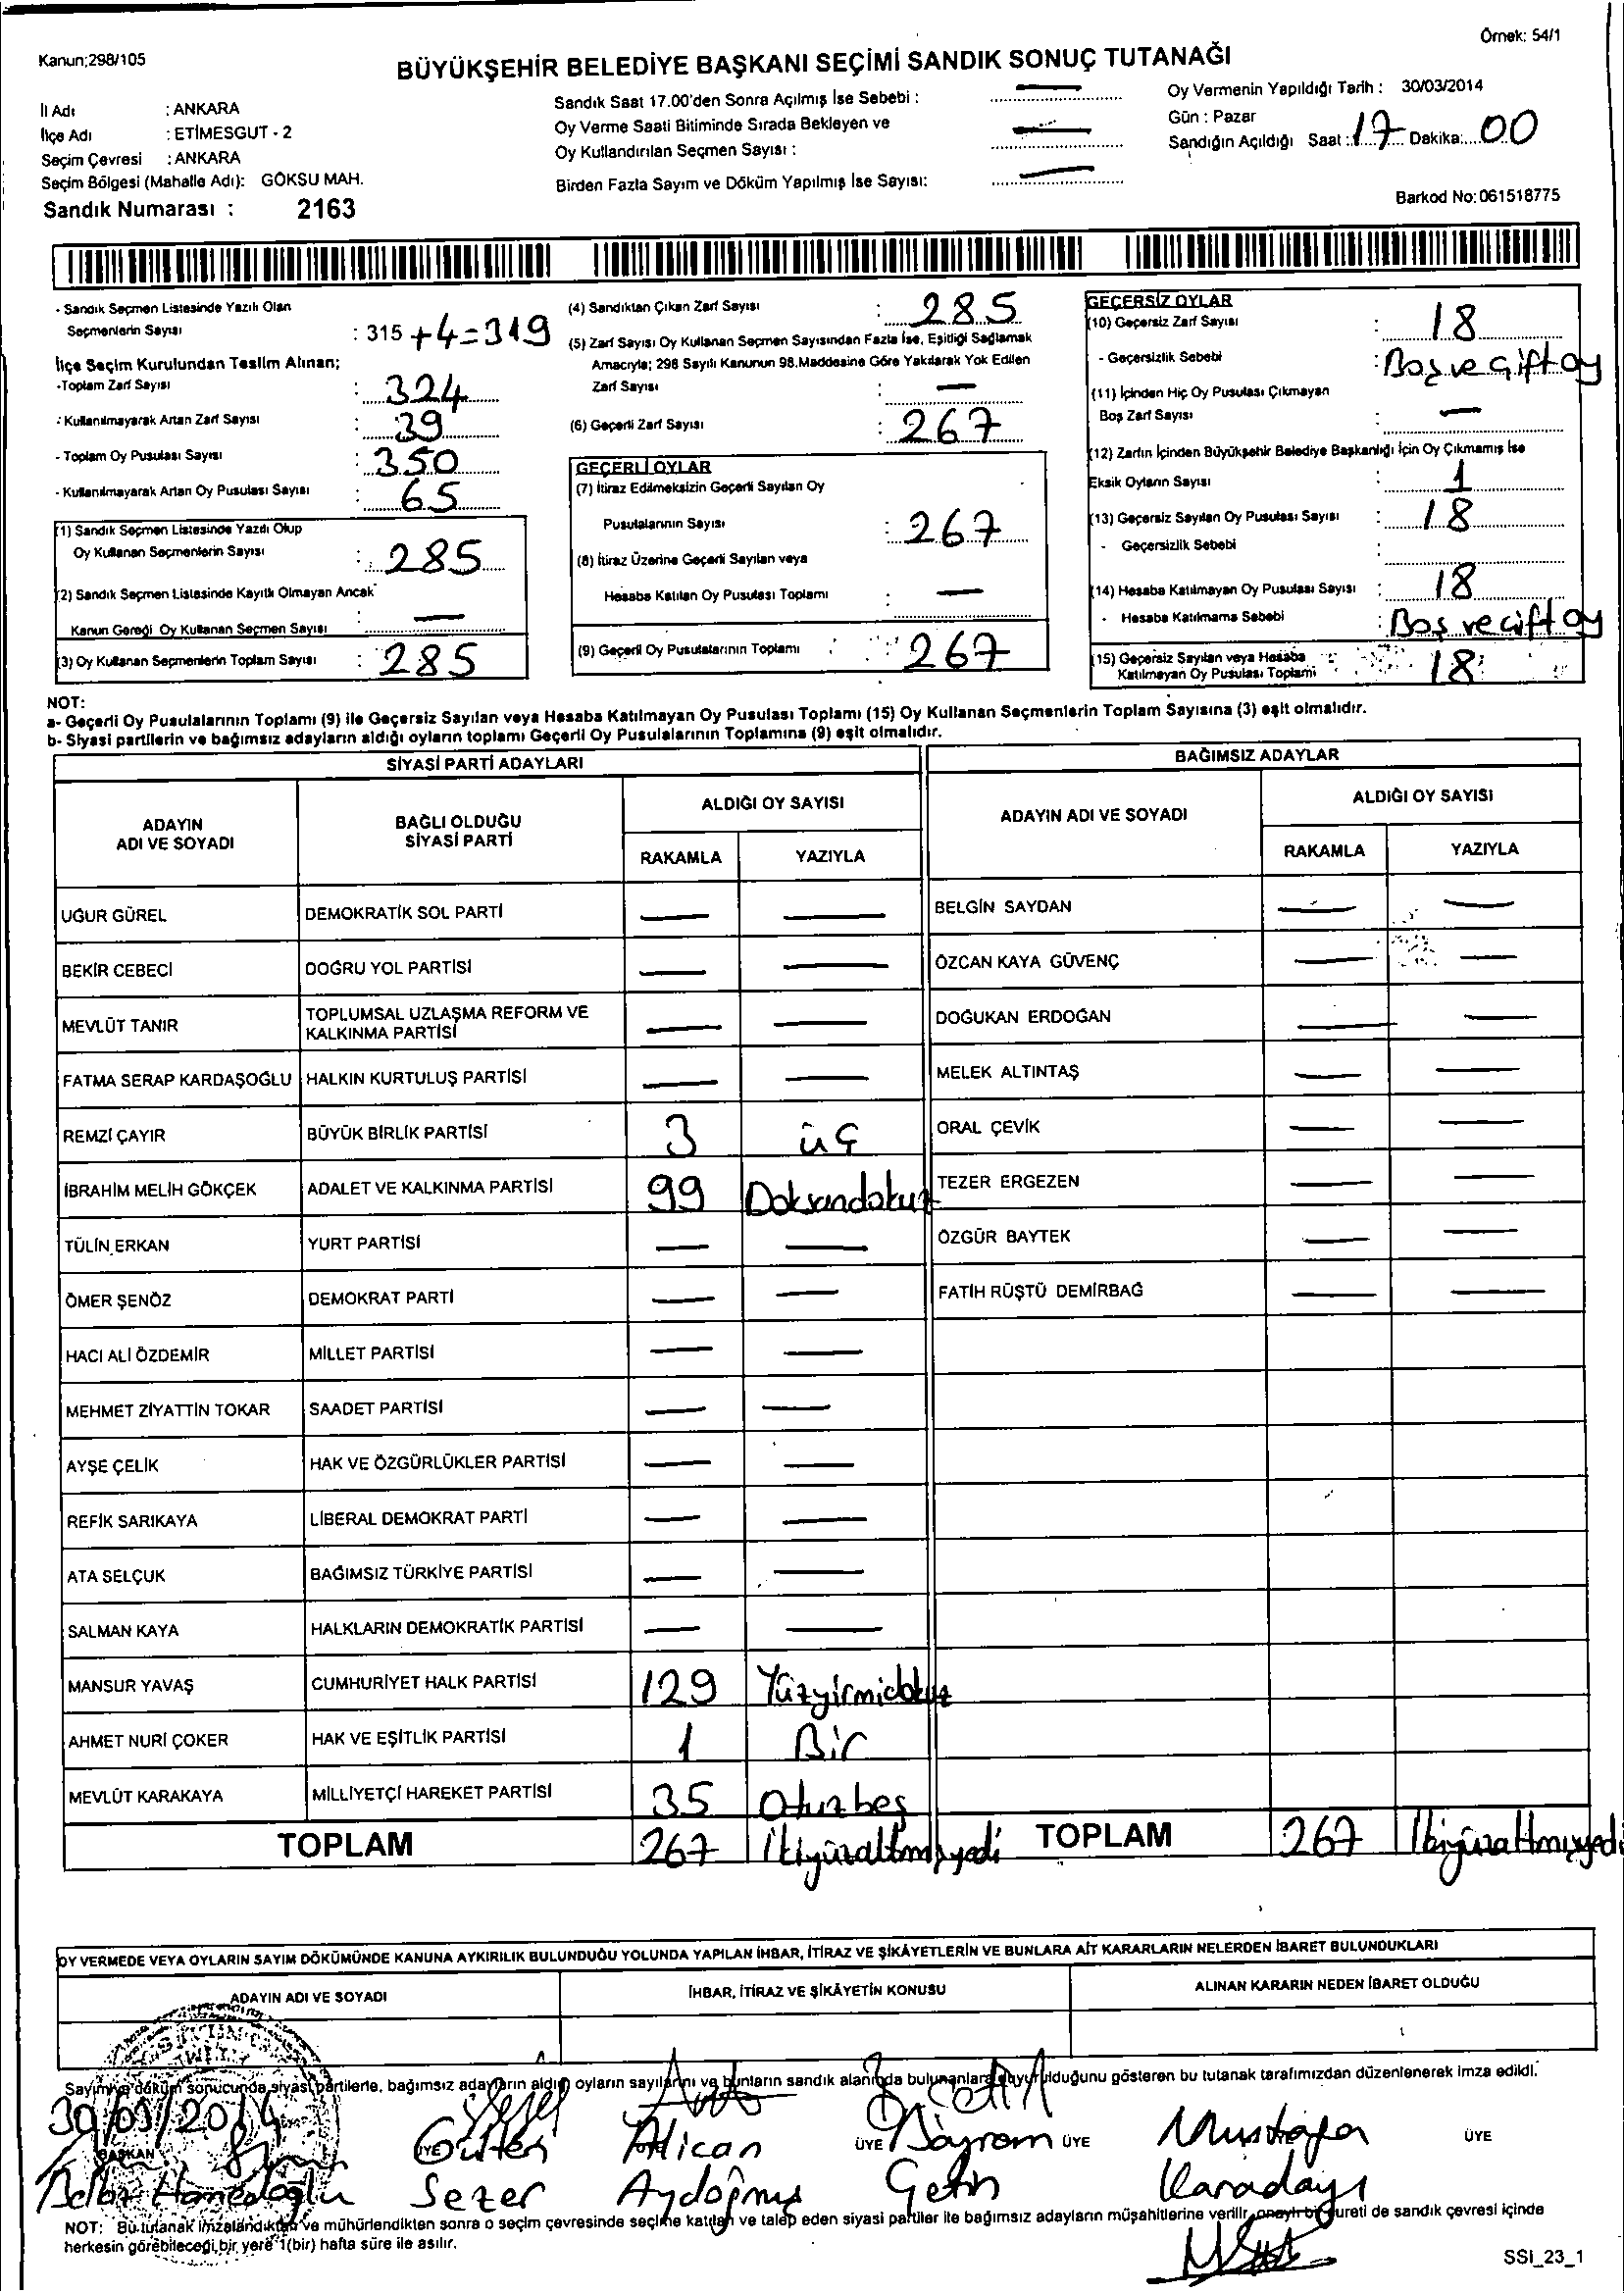 Kanun;298/105
Örnek: 54/1
BÜYÜKŞEHİR BELEDİYE BAŞKANI SEÇİMİ SANDIK SONUÇ TUTANAĞI
İl Adı : ANKARA
İlçe Adı : ETİMESGUT - 2
Seçim Çevresi : ANKARA
Seçim Bölgesi (Mahalle Adı): GÖKSU MAH.
Sandık Numarası : 2163
Sandık Saat 17.00'den Sonra Açılmış İse Sebebi : —
Oy Verme Saati Bitiminde Sırada Bekleyen ve
Oy Kullandırılan Seçmen Sayısı : —
Birden Fazla Sayım ve Döküm Yapılmış İse Sayısı: —
Oy Vermenin Yapıldığı Tarih : 30/03/2014
Gün : Pazar
Sandığın Açıldığı Saat : 17 Dakika: 00
Barkod No: 061518775
- Sandık Seçmen Listesinde Yazılı Olan
Seçmenlerin Sayısı : 315 +4=319
İlçe Seçim Kurulundan Teslim Alınan;
-Toplam Zarf Sayısı : 324
- Kullanılmayarak Artan Zarf Sayısı : 39
- Toplam Oy Pusulası Sayısı : 350
- Kullanılmayarak Artan Oy Pusulası Sayısı : 65
(1) Sandık Seçmen Listesinde Yazılı Olup
Oy Kullanan Seçmenlerin Sayısı : 285
(2) Sandık Seçmen Listesinde Kayıtlı Olmayan Ancak
Kanun Gereği Oy Kullanan Seçmen Sayısı : —
(3) Oy Kullanan Seçmenlerin Toplam Sayısı : 285
(4) Sandıktan Çıkan Zarf Sayısı : 285
(5) Zarf Sayısı Oy Kullanan Seçmen Sayısından Fazla İse, Eşitliği Sağlamak
Amacıyla; 298 Sayılı Kanunun 98.Maddesine Göre Yakılarak Yok Edilen
Zarf Sayısı : —
(6) Geçerli Zarf Sayısı : 267
GEÇERLİ OYLAR
(7) İtiraz Edilmeksizin Geçerli Sayılan Oy
Pusulalarının Sayısı : 267
(8) İtiraz Üzerine Geçerli Sayılan veya
Hesaba Katılan Oy Pusulası Toplamı : —
(9) Geçerli Oy Pusulalarının Toplamı : 267
GEÇERSİZ OYLAR
(10) Geçersiz Zarf Sayısı : 18
- Geçersizlik Sebebi : Boş ve Çift oy
(11) İçinden Hiç Oy Pusulası Çıkmayan
Boş Zarf Sayısı : —
(12) Zarfın İçinden Büyükşehir Belediye Başkanlığı İçin Oy Çıkmamış İse
Eksik Oyların Sayısı : 1
(13) Geçersiz Sayılan Oy Pusulası Sayısı : 18
- Geçersizlik Sebebi :
(14) Hesaba Katılmayan Oy Pusulası Sayısı : 18
- Hesaba Katılmama Sebebi : Boş ve çift oy
(15) Geçersiz Sayılan veya Hesaba
Katılmayan Oy Pusulası Toplamı : 18
NOT:
a- Geçerli Oy Pusulalarının Toplamı (9) ile Geçersiz Sayılan veya Hesaba Katılmayan Oy Pusulası Toplamı (15) Oy Kullanan Seçmenlerin Toplam Sayısına (3) eşit olmalıdır.
b- Siyasi partilerin ve bağımsız adayların aldığı oyların toplamı Geçerli Oy Pusulalarının Toplamına (9) eşit olmalıdır.
SİYASİ PARTİ ADAYLARI
ADAYIN ADI VE SOYADI BAĞLI OLDUĞU SİYASİ PARTİ ALDIĞI OY SAYISI
RAKAMLA YAZIYLA
UĞUR GÜREL DEMOKRATİK SOL PARTİ — —
BEKİR CEBECİ DOĞRU YOL PARTİSİ — —
MEVLÜT TANIR TOPLUMSAL UZLAŞMA REFORM VE KALKINMA PARTİSİ — —
FATMA SERAP KARDAŞOĞLU HALKIN KURTULUŞ PARTİSİ — —
REMZİ ÇAYIR BÜYÜK BİRLİK PARTİSİ 3 üç
İBRAHİM MELİH GÖKÇEK ADALET VE KALKINMA PARTİSİ 99 Doksandokuz
TÜLİN ERKAN YURT PARTİSİ — —
ÖMER ŞENÖZ DEMOKRAT PARTİ — —
HACI ALİ ÖZDEMİR MİLLET PARTİSİ — —
MEHMET ZİYATTİN TOKAR SAADET PARTİSİ — —
AYŞE ÇELİK HAK VE ÖZGÜRLÜKLER PARTİSİ — —
REFİK SARIKAYA LİBERAL DEMOKRAT PARTİ — —
ATA SELÇUK BAĞIMSIZ TÜRKİYE PARTİSİ — —
SALMAN KAYA HALKLARIN DEMOKRATİK PARTİSİ — —
MANSUR YAVAŞ CUMHURİYET HALK PARTİSİ 129 Yüzyirmidokuz
AHMET NURİ ÇOKER HAK VE EŞİTLİK PARTİSİ 1 Bir
MEVLÜT KARAKAYA MİLLİYETÇİ HAREKET PARTİSİ 35 Otuzbeş
TOPLAM 267 İkiyüzaltmışyedi
BAĞIMSIZ ADAYLAR
ADAYIN ADI VE SOYADI ALDIĞI OY SAYISI
RAKAMLA YAZIYLA
BELGİN SAYDAN — —
ÖZCAN KAYA GÜVENÇ — —
DOĞUKAN ERDOĞAN — —
MELEK ALTINTAŞ — —
ORAL ÇEVİK — —
TEZER ERGEZEN — —
ÖZGÜR BAYTEK — —
FATİH RÜŞTÜ DEMİRBAĞ — —
TOPLAM 267 İkiyüzaltmışyedi
OY VERMEDE VEYA OYLARIN SAYIM DÖKÜMÜNDE KANUNA AYKIRILIK BULUNDUĞU YOLUNDA YAPILAN İHBAR, İTİRAZ VE ŞİKÂYETLERİN VE BUNLARA AİT KARARLARIN NELERDEN İBARET BULUNDUKLARI
ADAYIN ADI VE SOYADI İHBAR, İTİRAZ VE ŞİKÂYETİN KONUSU ALINAN KARARIN NEDEN İBARET OLDUĞU
Sayım ve döküm sonucunda siyasi partilerle, bağımsız adayların aldığı oyların sayılarını ve bunların sandık alanında bulunanlara duyurulduğunu gösteren bu tutanak tarafımızdan düzenlenerek imza edildi.
30/03/2014
BAŞKAN ÜYE ÜYE ÜYE ÜYE
Gülten Alican Bayram Mustafa
Sezer Aydoğmuş Çetin Karadayı
NOT: Bu tutanak imzalandıktan ve mühürlendikten sonra o seçim çevresinde seçime katılan ve talep eden siyasi partiler ile bağımsız adayların müşahitlerine verilir, onaylı bir sureti de sandık çevresi içinde
herkesin görebileceği bir yere 1(bir) hafta süre ile asılır.
SSI_23_1